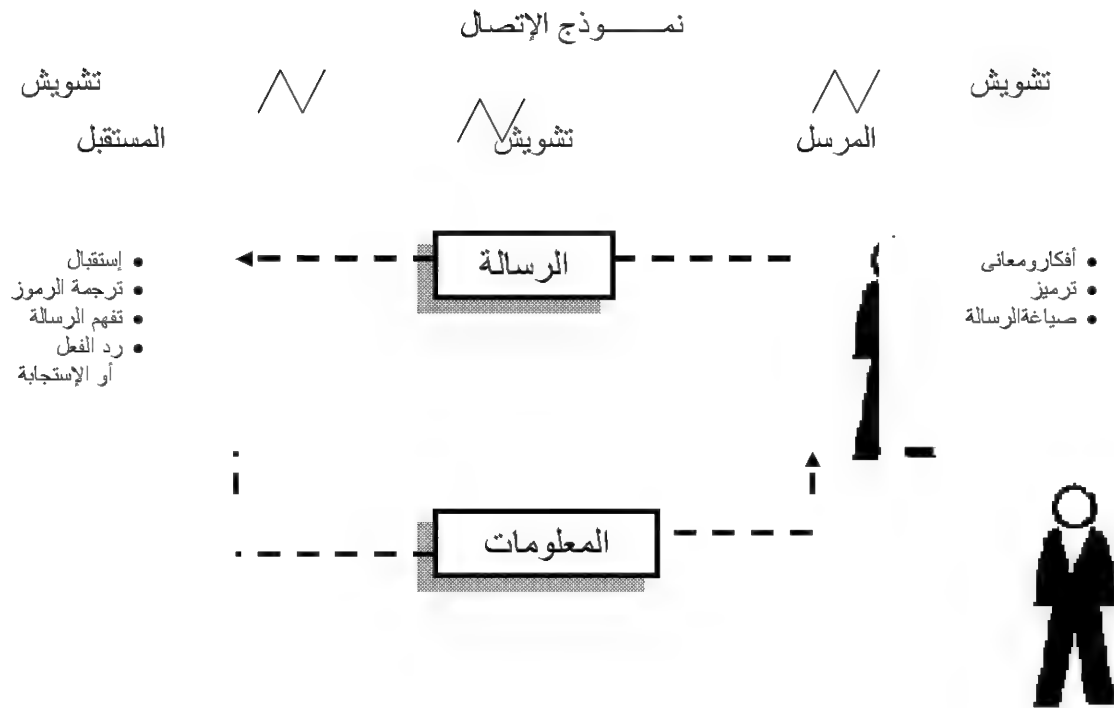 نمـــــوذج الإتصال
تشويش
تشويش
المرسل
تشويش
المستقبل
الرسالة
• أفكارومعانى
• ترميز
• صياغةالرسالة
• إستقبال
• ترجمة الرموز
• تفهم الرسالة
• رد الفعل
أو الإستجابة
المعلومات